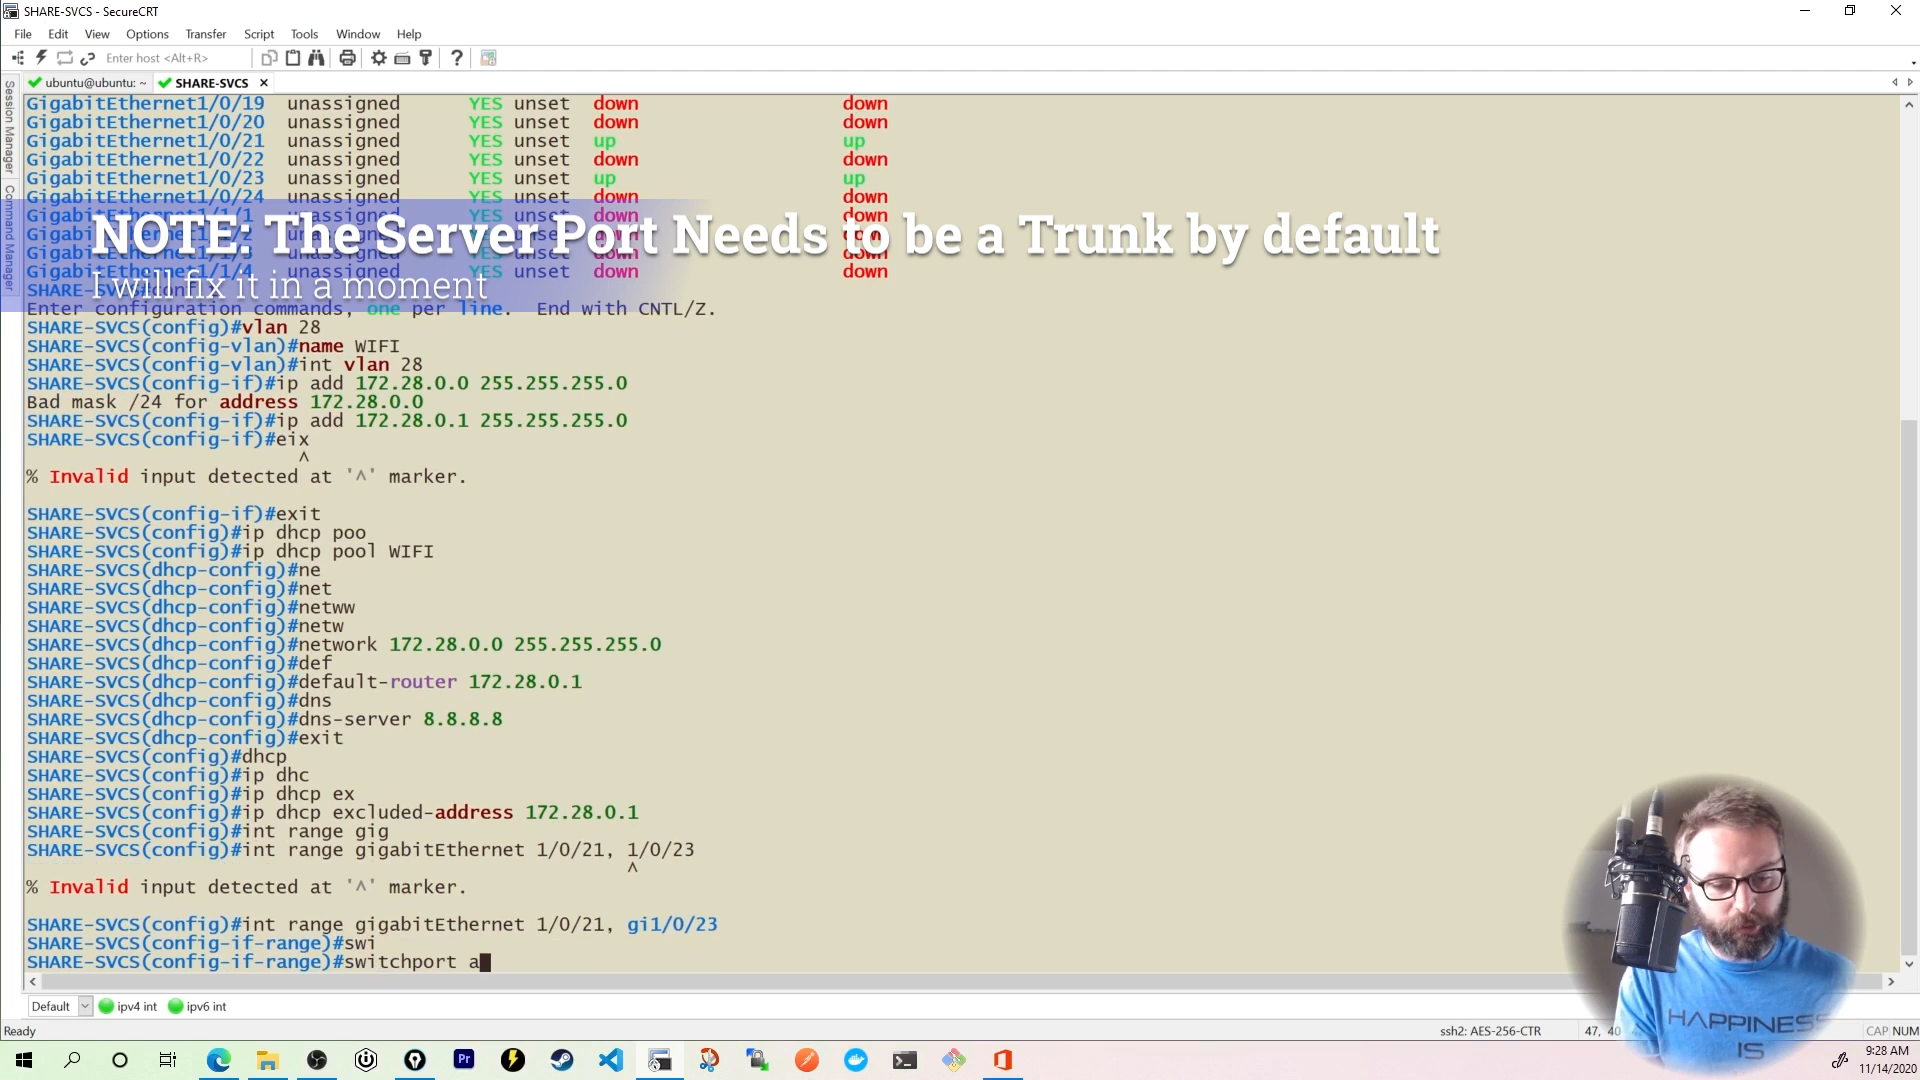 SHARE-SVCS - SecureCRT
File Edit View Options Transfer Script Tools Window Help
Enter host <Alt+R>
ubuntu@ubuntu: ~ SHARE-SVCS
Session Manager
Command Manager
GigabitEthernet1/0/19 unassigned YES unset down down
GigabitEthernet1/0/20 unassigned YES unset down down
GigabitEthernet1/0/21 unassigned YES unset up up
GigabitEthernet1/0/22 unassigned YES unset down down
GigabitEthernet1/0/23 unassigned YES unset up up
GigabitEthernet1/0/24 unassigned YES unset down down
NOTE: The Server Port Needs to be a Trunk by default
I will fix it in a moment
Enter configuration commands, one per line. End with CNTL/Z.
SHARE-SVCS(config)#vlan 28
SHARE-SVCS(config-vlan)#name WIFI
SHARE-SVCS(config-vlan)#int vlan 28
SHARE-SVCS(config-if)#ip add 172.28.0.0 255.255.255.0
Bad mask /24 for address 172.28.0.0
SHARE-SVCS(config-if)#ip add 172.28.0.1 255.255.255.0
SHARE-SVCS(config-if)#eix
^
% Invalid input detected at '^' marker.
SHARE-SVCS(config-if)#exit
SHARE-SVCS(config)#ip dhcp poo
SHARE-SVCS(config)#ip dhcp pool WIFI
SHARE-SVCS(dhcp-config)#ne
SHARE-SVCS(dhcp-config)#net
SHARE-SVCS(dhcp-config)#netww
SHARE-SVCS(dhcp-config)#netw
SHARE-SVCS(dhcp-config)#network 172.28.0.0 255.255.255.0
SHARE-SVCS(dhcp-config)#def
SHARE-SVCS(dhcp-config)#default-router 172.28.0.1
SHARE-SVCS(dhcp-config)#dns
SHARE-SVCS(dhcp-config)#dns-server 8.8.8.8
SHARE-SVCS(dhcp-config)#exit
SHARE-SVCS(config)#dhcp
SHARE-SVCS(config)#ip dhc
SHARE-SVCS(config)#ip dhcp ex
SHARE-SVCS(config)#ip dhcp excluded-address 172.28.0.1
SHARE-SVCS(config)#int range gig
SHARE-SVCS(config)#int range gigabitEthernet 1/0/21, 1/0/23
^
% Invalid input detected at '^' marker.
SHARE-SVCS(config)#int range gigabitEthernet 1/0/21, gi1/0/23
SHARE-SVCS(config-if-range)#swi
SHARE-SVCS(config-if-range)#switchport a
HAPPINESS
IS
Default ipv4 int ipv6 int
Ready ssh2: AES-256-CTR 47, 40 CAP NUM
Pr
9:28 AM
11/14/2020